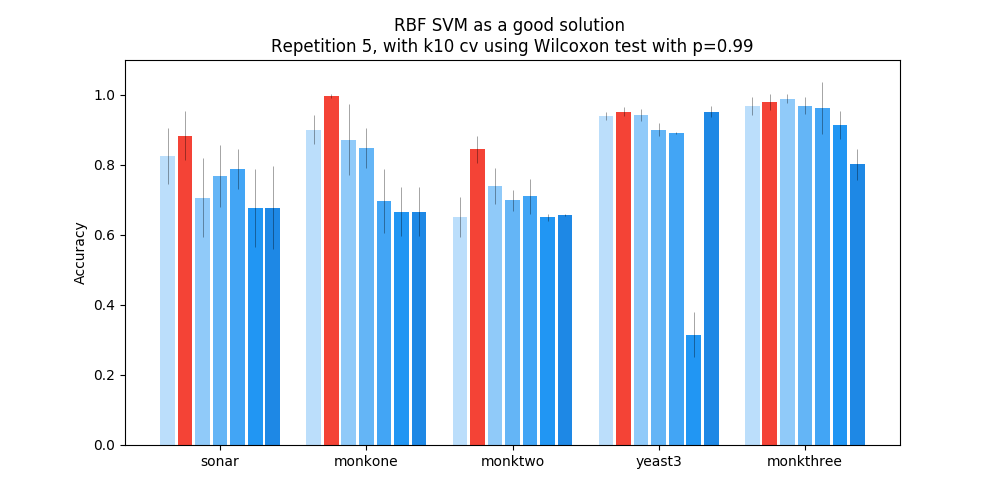 RBF SVM as a good solution
Repetition 5, with k10 cv using Wilcoxon test with p=0.99
Accuracy
1.0
0.8
0.6
0.4
0.2
0.0
sonar monkone monktwo yeast3 monkthree